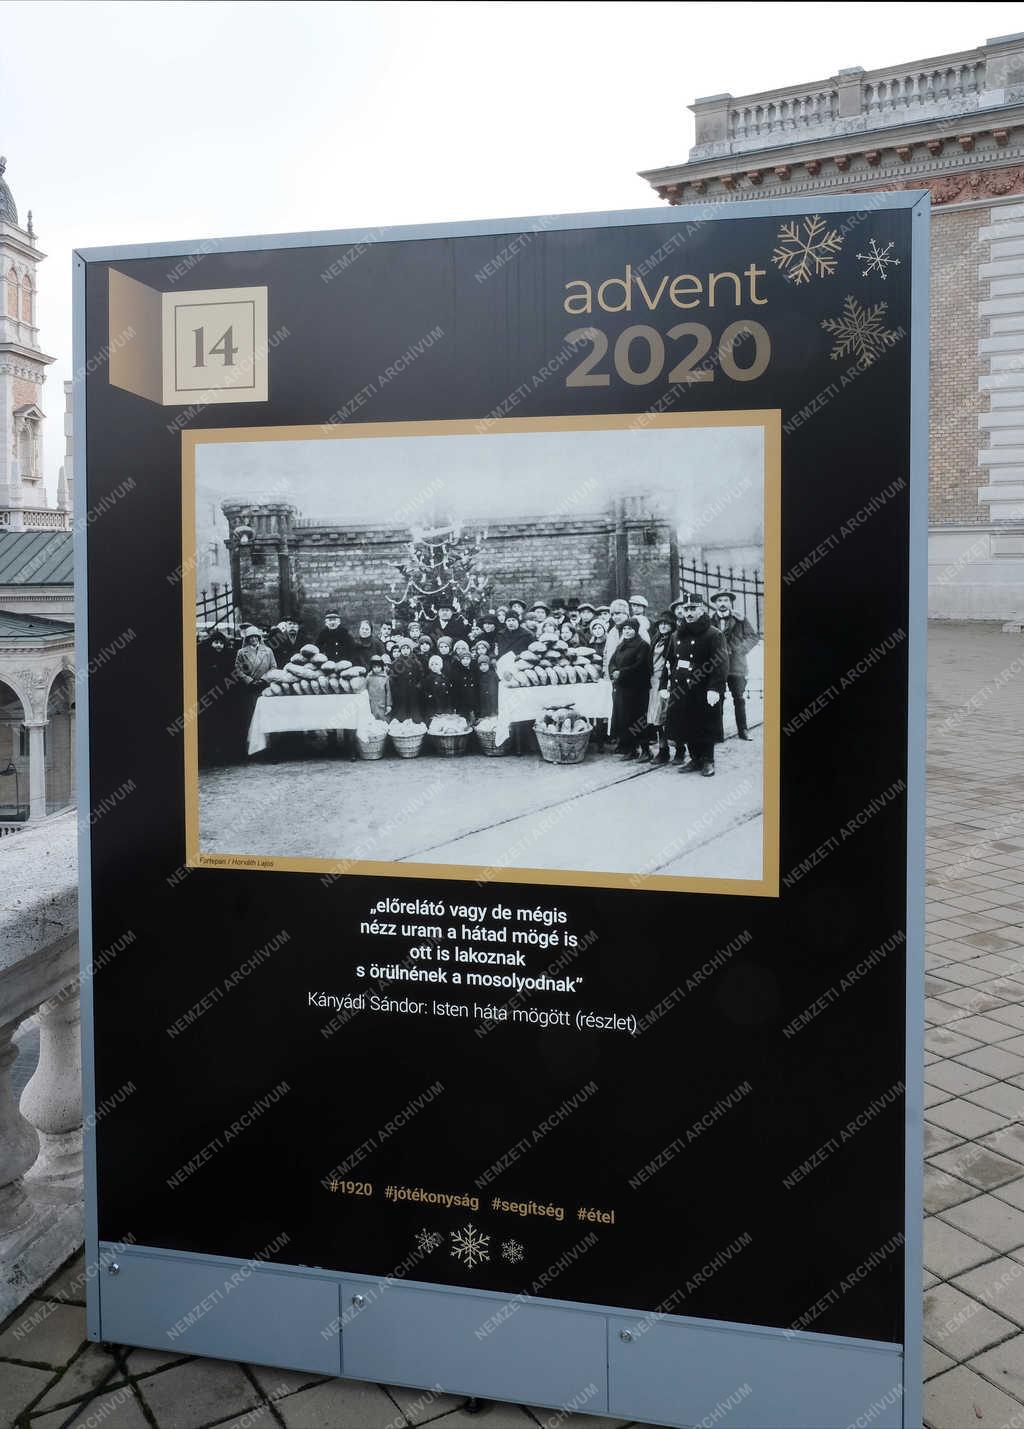 14
advent
2020
Fortepan / Horváth Lajos
„előrelátó vagy de mégis
nézz uram a hátad mögé is
ott is lakoznak
s örülnének a mosolyodnak”
Kányádi Sándor: Isten háta mögött (részlet)
#1920 #jótékonyság #segítség #étel
NEMZETI ARCHÍVUM